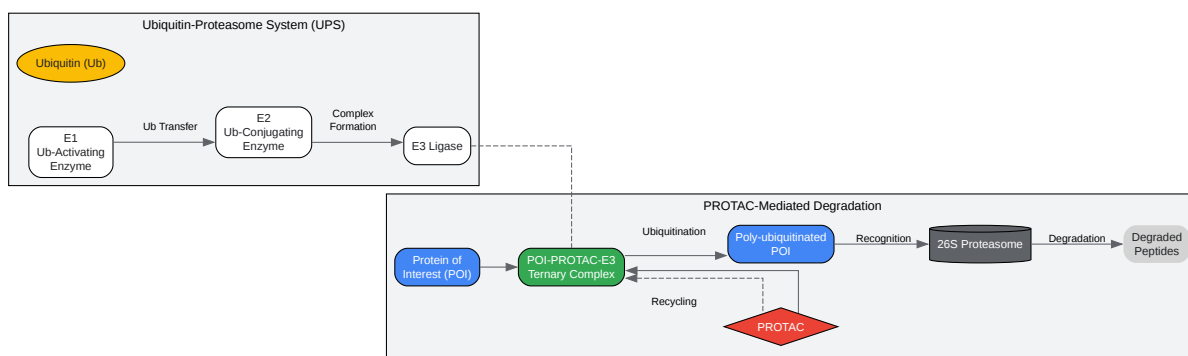 Ubiquitin-Proteasome System (UPS)
Ubiquitin (Ub)
E1
Ub-Activating
Enzyme
Ub Transfer
E2
Ub-Conjugating
Enzyme
Complex
Formation
E3 Ligase
PROTAC-Mediated Degradation
Protein of
Interest (POI)
POI-PROTAC-E3
Ternary Complex
Ubiquitination
Poly-ubiquitinated
POI
Recognition
26S Proteasome
Degradation
Degraded
Peptides
Recycling
PROTAC